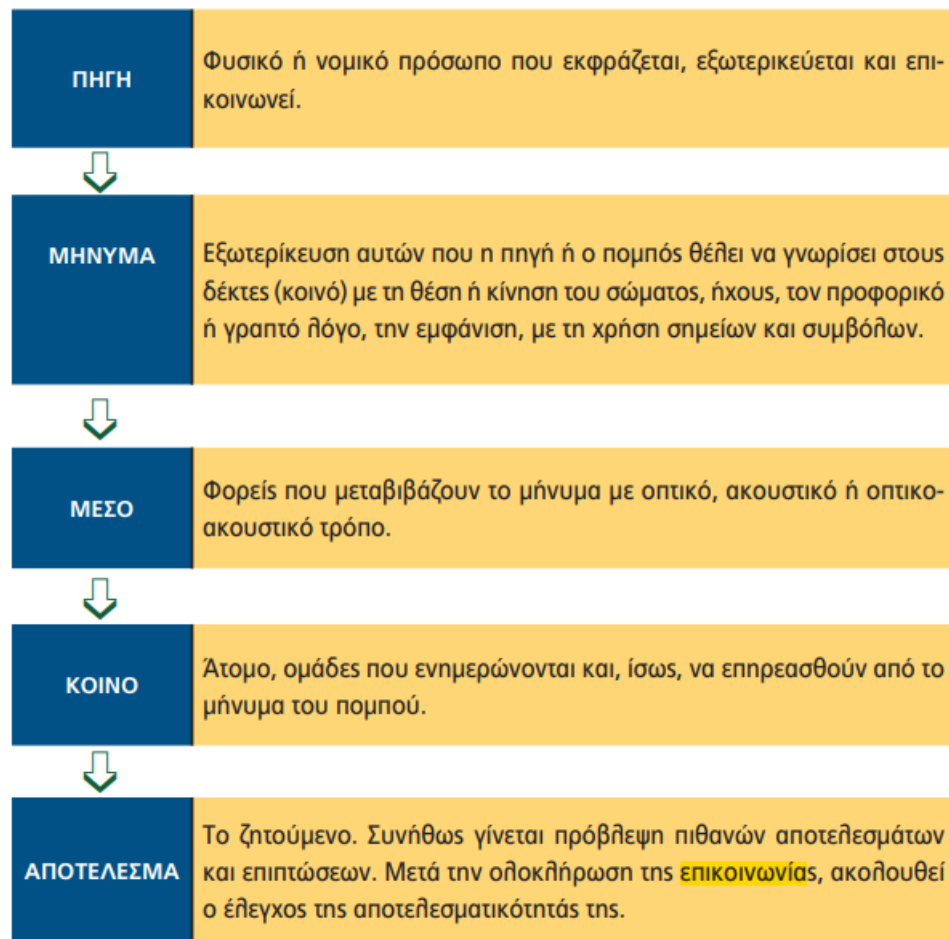 ΠΗΓΗ
Φυσικό ή νομικό πρόσωπο που εκφράζεται, εξωτερικεύεται και επι-
κοινωνεί.
ΜΗΝΥΜΑ
Εξωτερίκευση αυτών που η πηγή ή ο πομπός θέλει να γνωρίσει στους
δέκτες (κοινό) με τη θέση ή κίνηση του σώματος, ήχους, τον προφορικό
ή γραπτό λόγο, την εμφάνιση, με τη χρήση σημείων και συμβόλων.
ΜΕΣΟ
Φορείς που μεταβιβάζουν το μήνυμα με οπτικό, ακουστικό ή οπτικο-
ακουστικό τρόπο.
ΚΟΙΝΟ
Άτομο, ομάδες που ενημερώνονται και, ίσως, να επηρεασθούν από το
μήνυμα του πομπού.
ΑΠΟΤΕΛΕΣΜΑ
Το ζητούμενο. Συνήθως γίνεται πρόβλεψη πιθανών αποτελεσμάτων
και επιπτώσεων. Μετά την ολοκλήρωση της επικοινωνίας, ακολουθεί
ο έλεγχος της αποτελεσματικότητάς της.